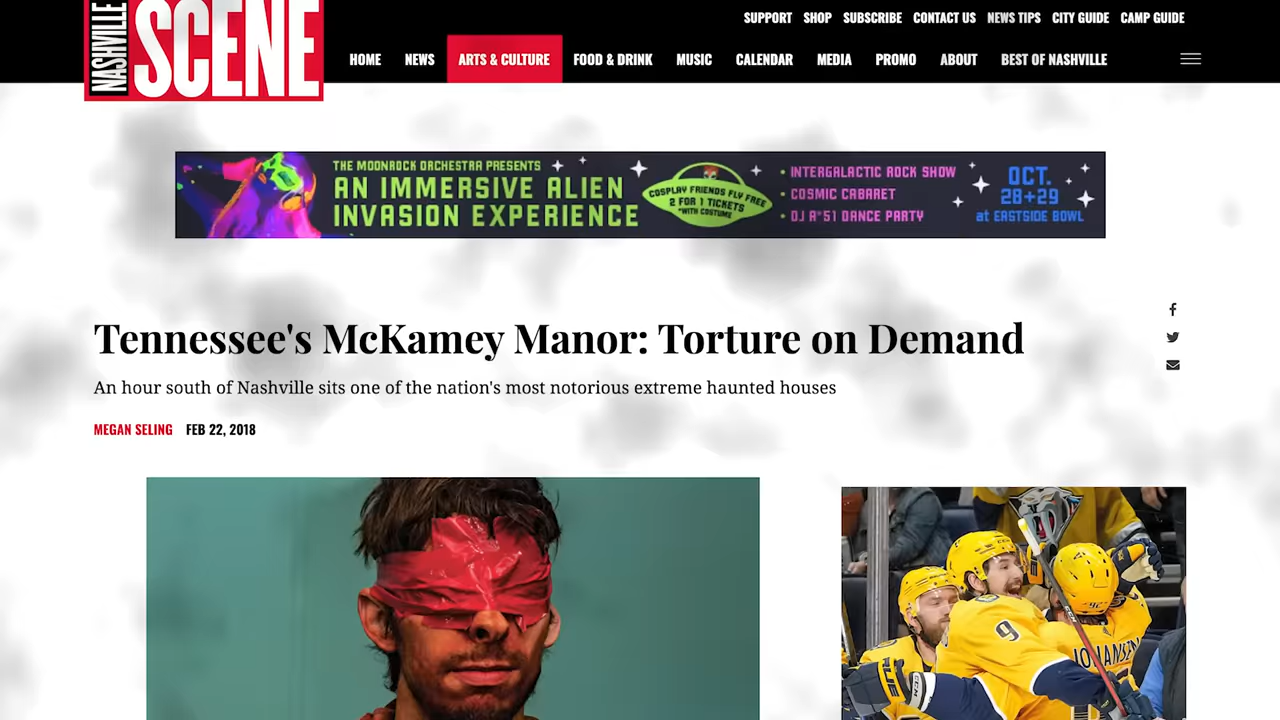 SUPPORT SHOP SUBSCRIBE CONTACT US NEWS TIPS CITY GUIDE CAMP GUIDE
NASHVILLE
SCENE
HOME NEWS ARTS & CULTURE FOOD & DRINK MUSIC CALENDAR MEDIA PROMO ABOUT BEST OF NASHVILLE
THE MOONROCK ORCHESTRA PRESENTS
AN IMMERSIVE ALIEN
INVASION EXPERIENCE
COSPLAY FRIENDS FLY FREE
2 FOR 1 TICKETS
*WITH COSTUME
• INTERGALACTIC ROCK SHOW
• COSMIC CABARET
• DJ A*51 DANCE PARTY
OCT.
28+29
at EASTSIDE BOWL
Tennessee's McKamey Manor: Torture on Demand
An hour south of Nashville sits one of the nation's most notorious extreme haunted houses
MEGAN SELING FEB 22, 2018
9
JOHANSEN
CCM